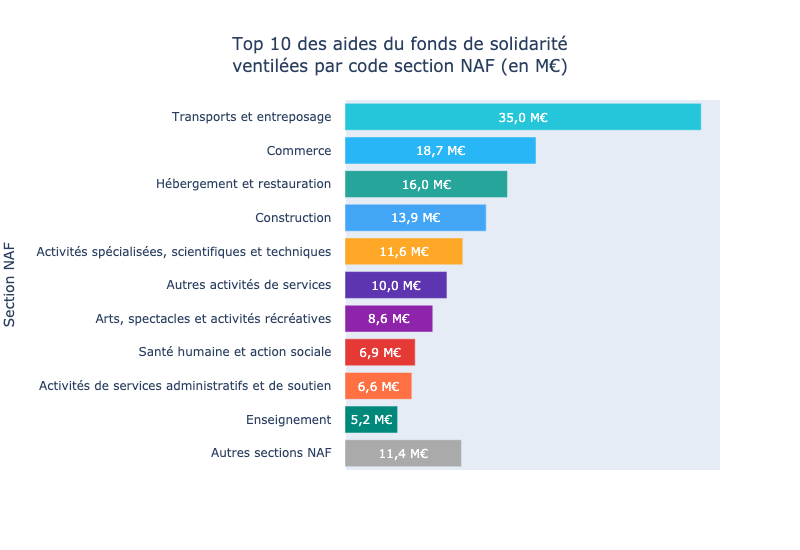 Top 10 des aides du fonds de solidarité
ventilées par code section NAF (en M€)
Section NAF
Transports et entreposage 35,0 M€
Commerce 18,7 M€
Hébergement et restauration 16,0 M€
Construction 13,9 M€
Activités spécialisées, scientifiques et techniques 11,6 M€
Autres activités de services 10,0 M€
Arts, spectacles et activités récréatives 8,6 M€
Santé humaine et action sociale 6,9 M€
Activités de services administratifs et de soutien 6,6 M€
Enseignement 5,2 M€
Autres sections NAF 11,4 M€